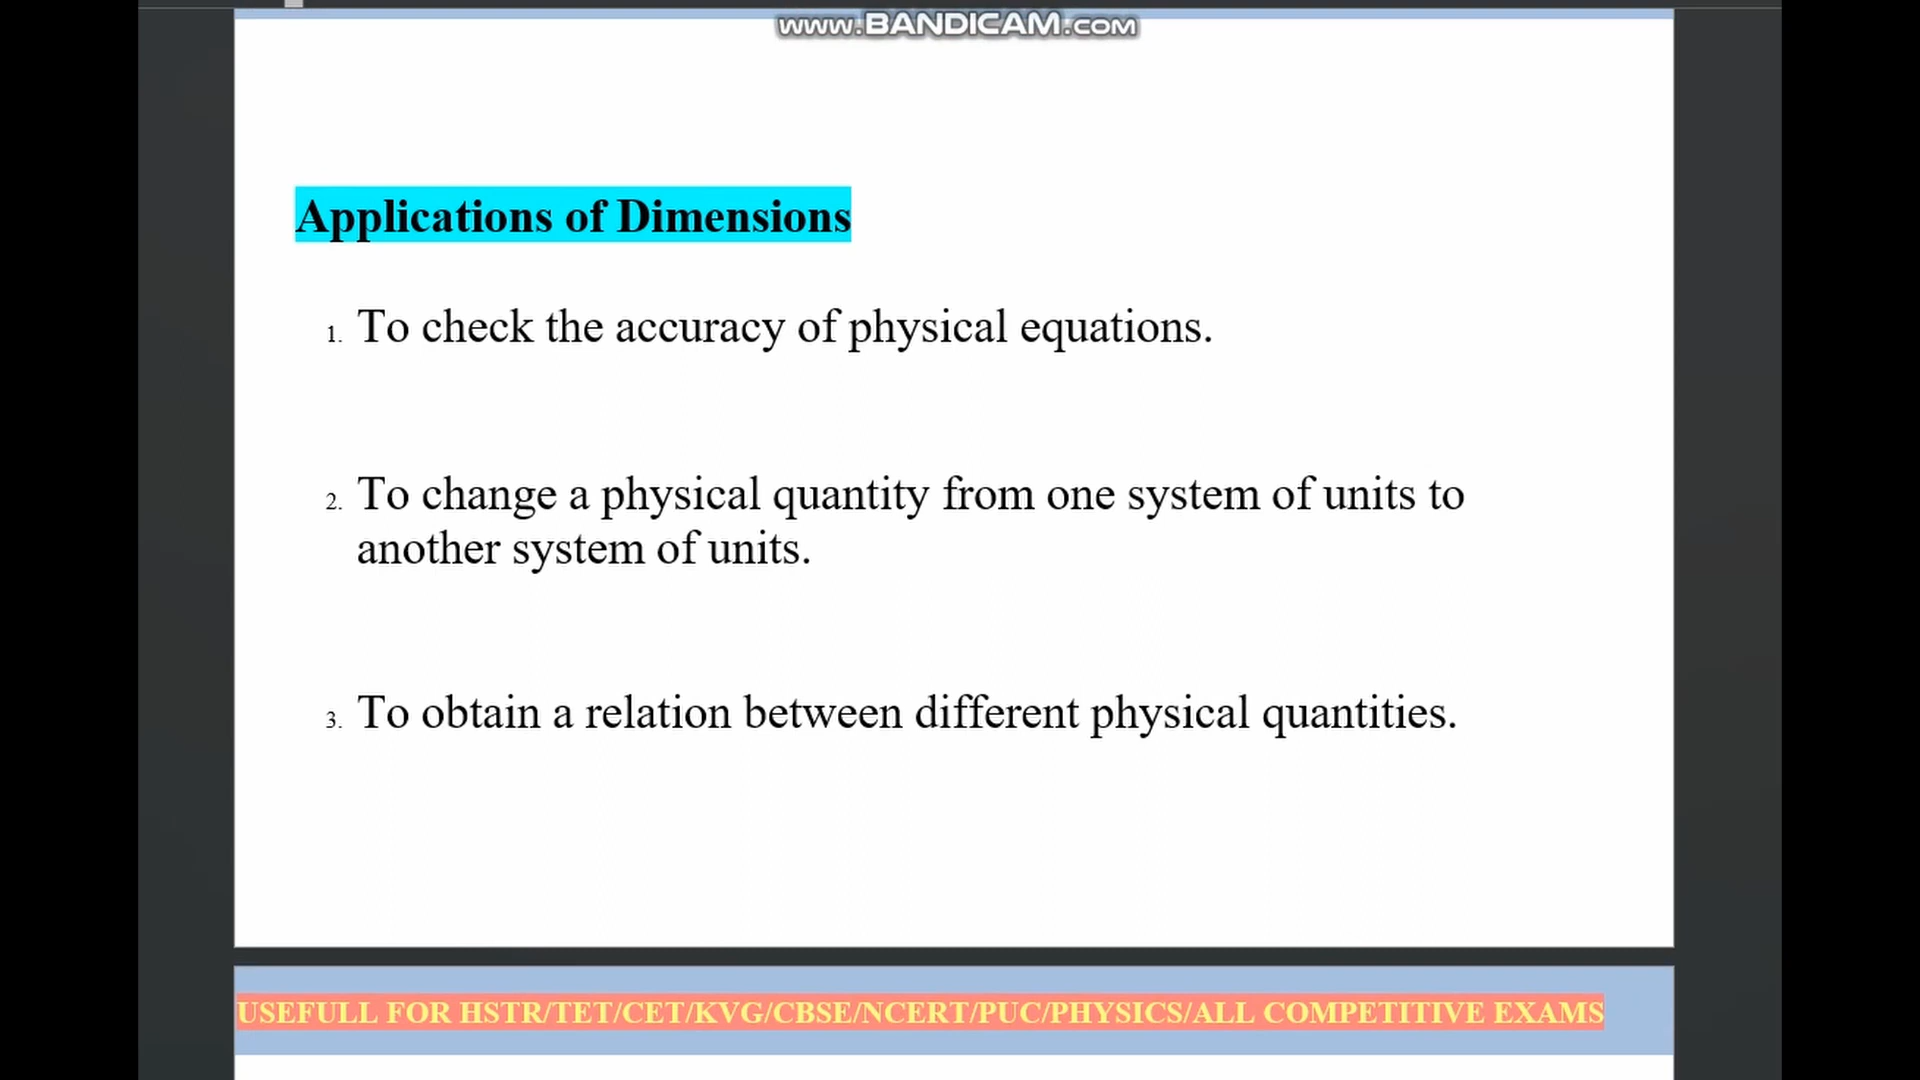 www.BANDICAM.com
Applications of Dimensions
1. To check the accuracy of physical equations.
2. To change a physical quantity from one system of units to
another system of units.
3. To obtain a relation between different physical quantities.
USEFULL FOR HSTR/TET/CET/KVG/CBSE/NCERT/PUC/PHYSICS/ALL COMPETITIVE EXAMS